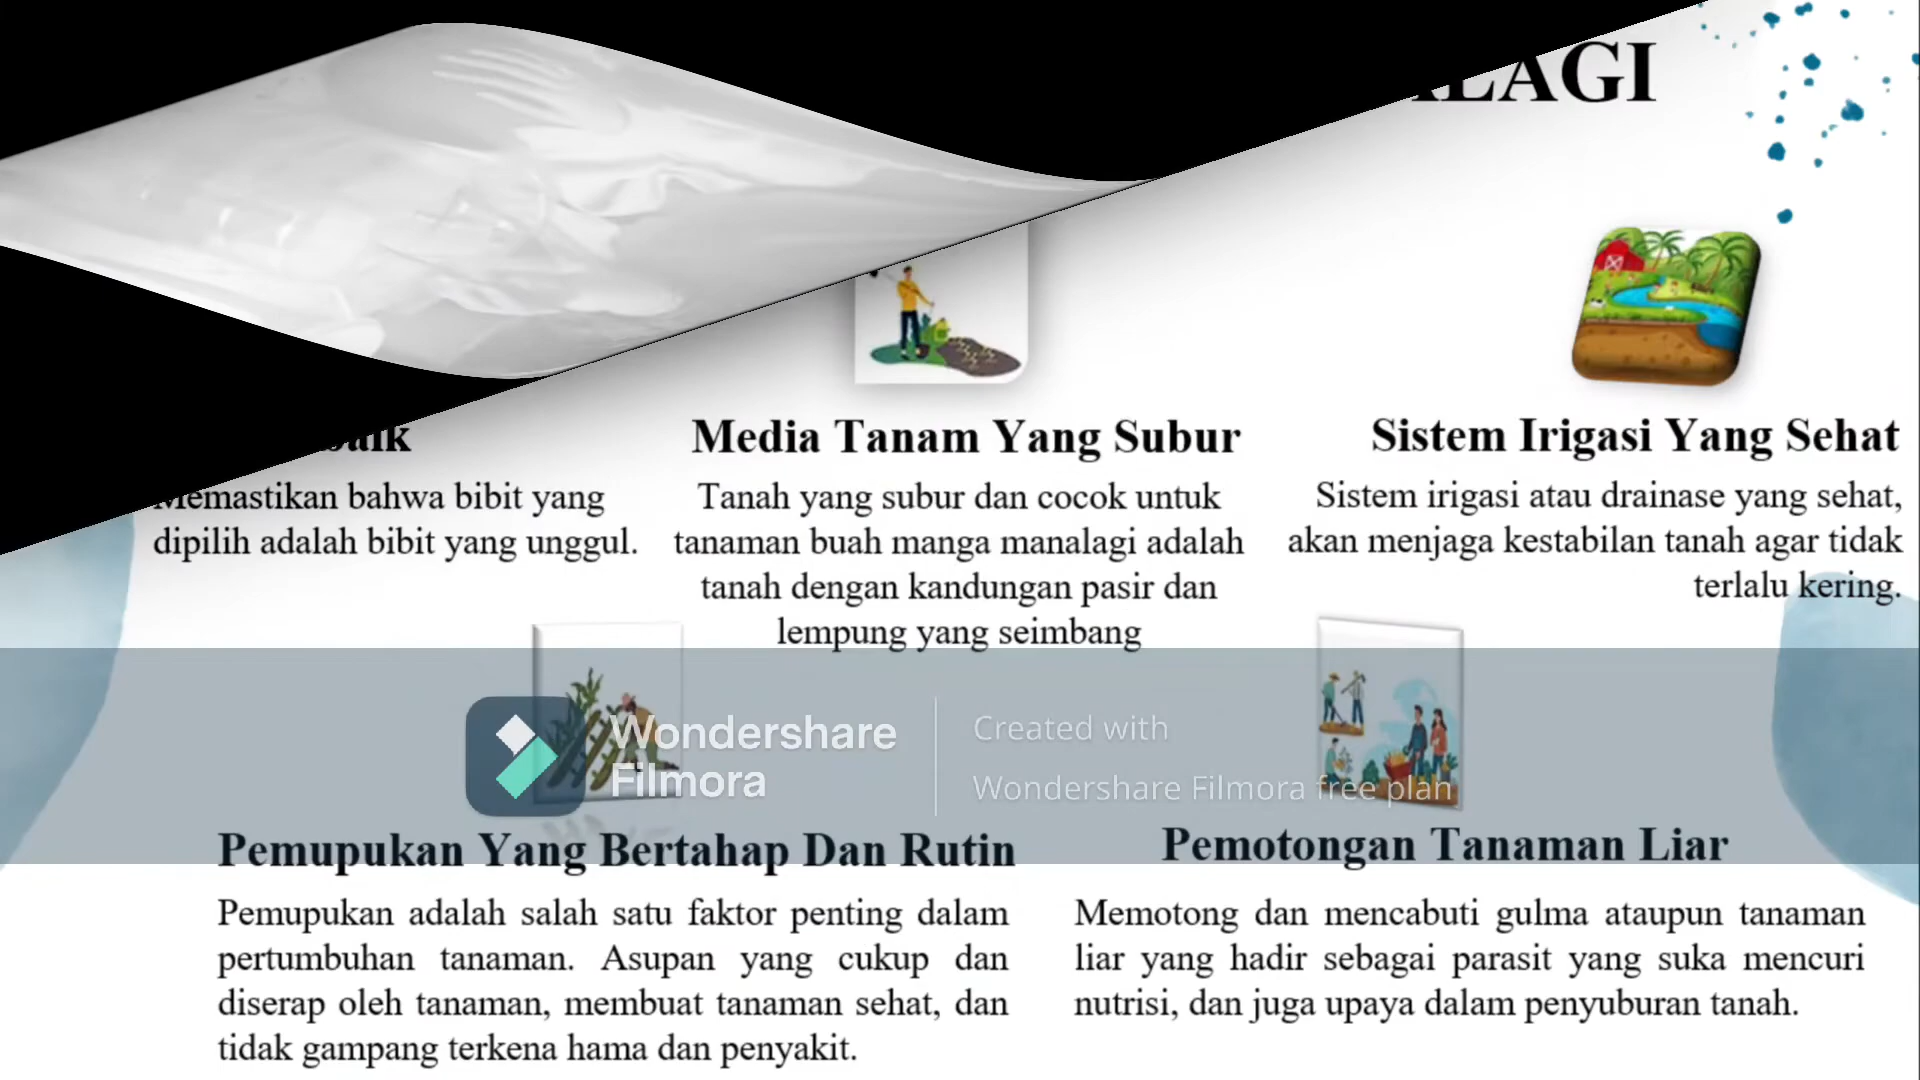 Media Tanam Yang Subur
Sistem Irigasi Yang Sehat
Memastikan bahwa bibit yang
dipilih adalah bibit yang unggul.
Tanah yang subur dan cocok untuk
tanaman buah manga manalagi adalah
tanah dengan kandungan pasir dan
lempung yang seimbang
Sistem irigasi atau drainase yang sehat,
akan menjaga kestabilan tanah agar tidak
terlalu kering.
Wondershare
Filmora
Created with
Wondershare Filmora free plan
Pemupukan Yang Bertahap Dan Rutin
Pemupukan adalah salah satu faktor penting dalam
pertumbuhan tanaman. Asupan yang cukup dan
diserap oleh tanaman, membuat tanaman sehat, dan
tidak gampang terkena hama dan penyakit.
Pemotongan Tanaman Liar
Memotong dan mencabuti gulma ataupun tanaman
liar yang hadir sebagai parasit yang suka mencuri
nutrisi, dan juga upaya dalam penyuburan tanah.